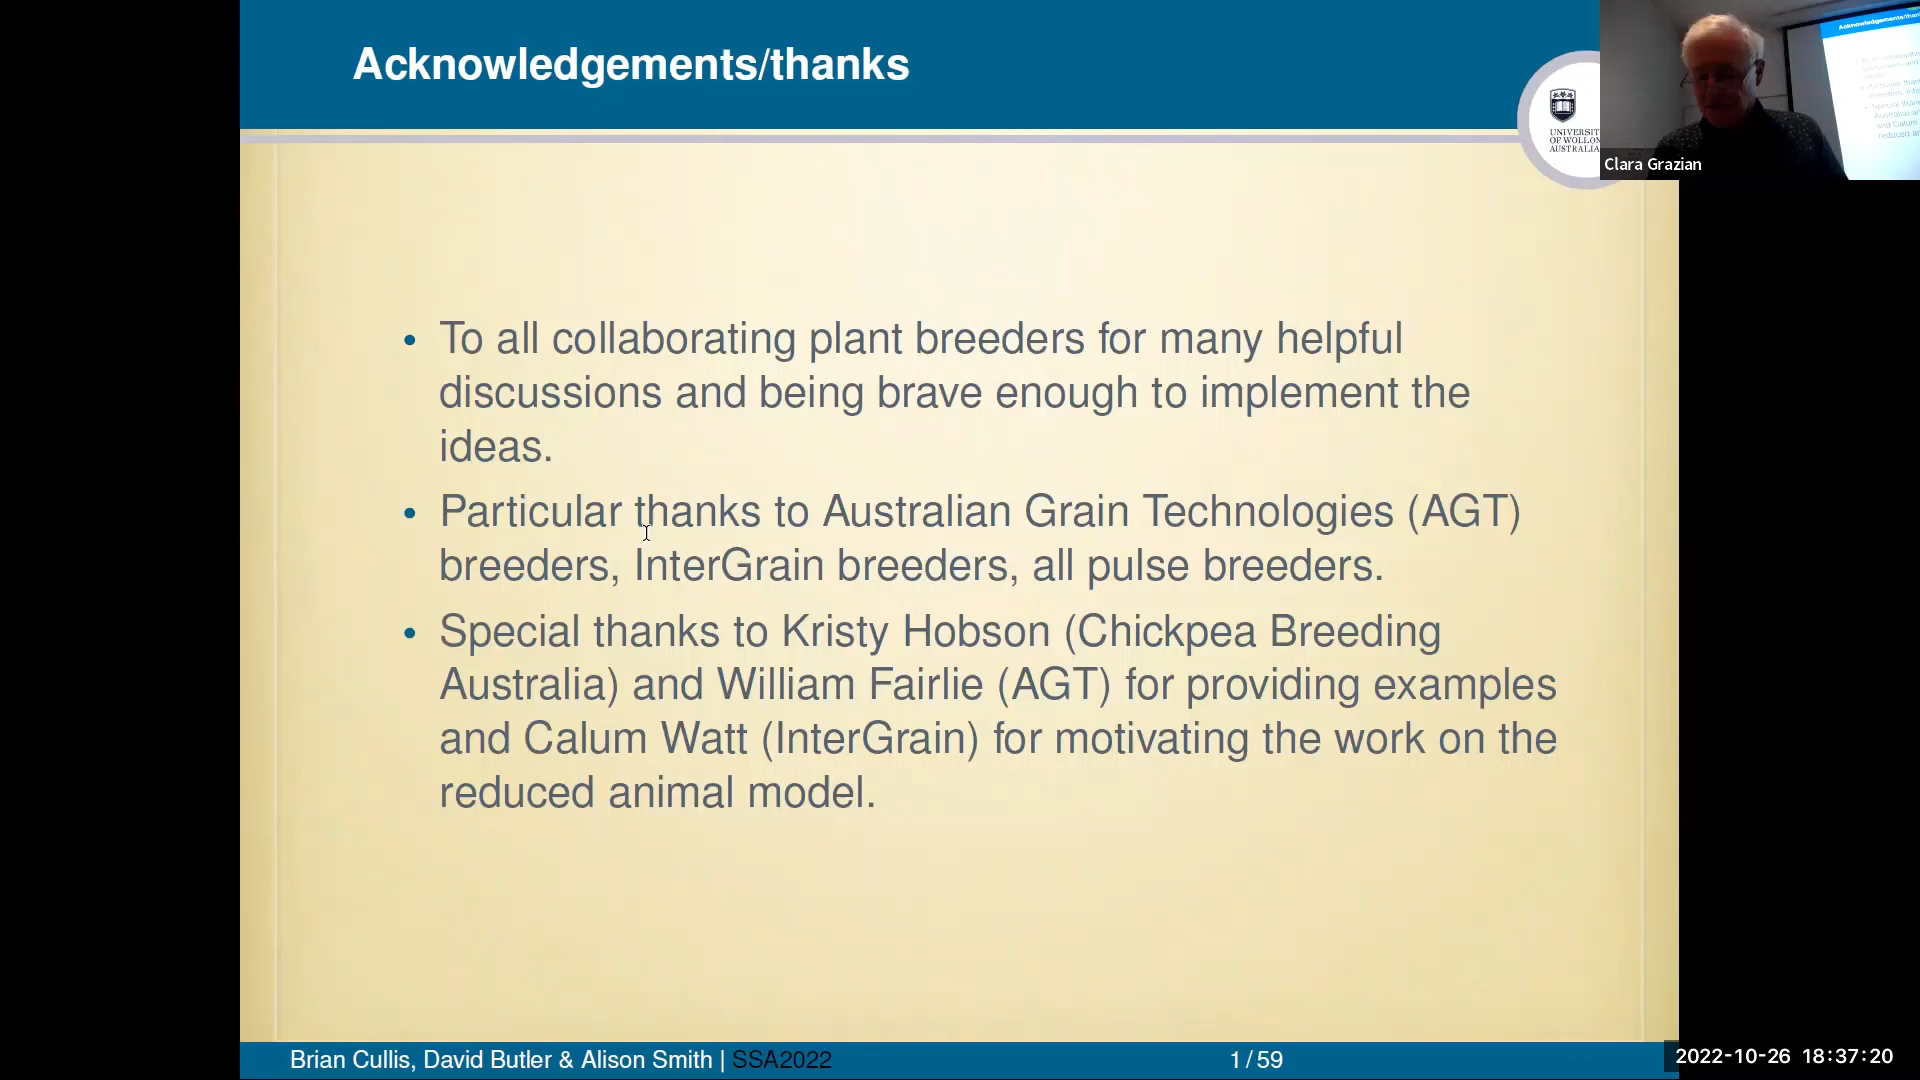 Acknowledgements/thanks
UNIVERSIT
OF WOLLON
AUSTRALIA
Acknowledgements/than
Clara Grazian
• To all collaborating plant breeders for many helpful
discussions and being brave enough to implement the
ideas.
• Particular thanks to Australian Grain Technologies (AGT)
breeders, InterGrain breeders, all pulse breeders.
• Special thanks to Kristy Hobson (Chickpea Breeding
Australia) and William Fairlie (AGT) for providing examples
and Calum Watt (InterGrain) for motivating the work on the
reduced animal model.
Brian Cullis, David Butler & Alison Smith | SSA2022
1 / 59
2022-10-26 18:37:20